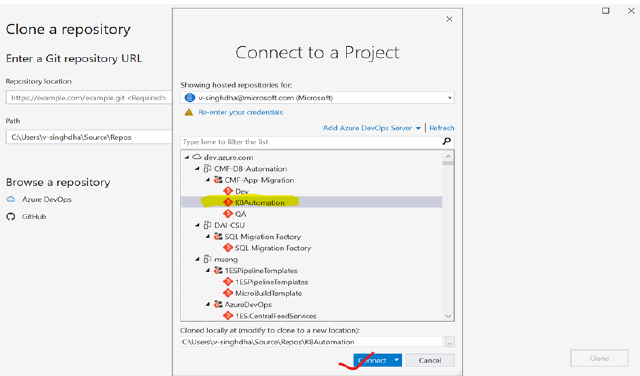 Clone a repository
Enter a Git repository URL
Repository location
https://example.com/example.git <Required>
Path
C:\Users\v-singhdha\Source\Repos
Browse a repository
Azure DevOps
GitHub
Connect to a Project
Showing hosted repositories for:
v-singhdha@microsoft.com (Microsoft)
Re-enter your credentials
Add Azure DevOps Server
Refresh
Type here to filter the list
dev.azure.com
CMF-DB-Automation
CMF-App-Migration
Dev
K8Automation
QA
DAI-CSU
SQL Migration Factory
SQL Migration Factory
mseng
1ESPipelineTemplates
1ESPipelineTemplates
MicroBuildTemplate
AzureDevOps
1ES.CentralFeedServices
Cloned locally at (modify to clone to a new location):
C:\Users\v-singhdha\Source\Repos\K8Automation
...
Connect
Cancel
Clone